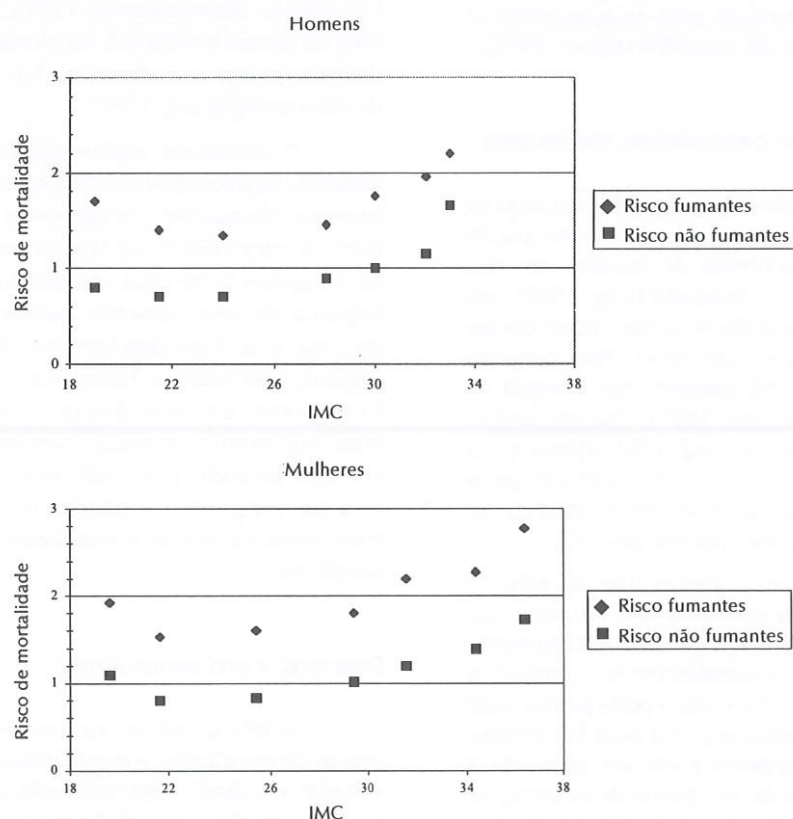 Homens
3
2
1
0
18
22
26
30
34
38
Risco de mortalidade
IMC
Risco fumantes
Risco não fumantes
Mulheres
3
2
1
0
18
22
26
30
34
38
Risco de mortalidade
IMC
Risco fumantes
Risco não fumantes